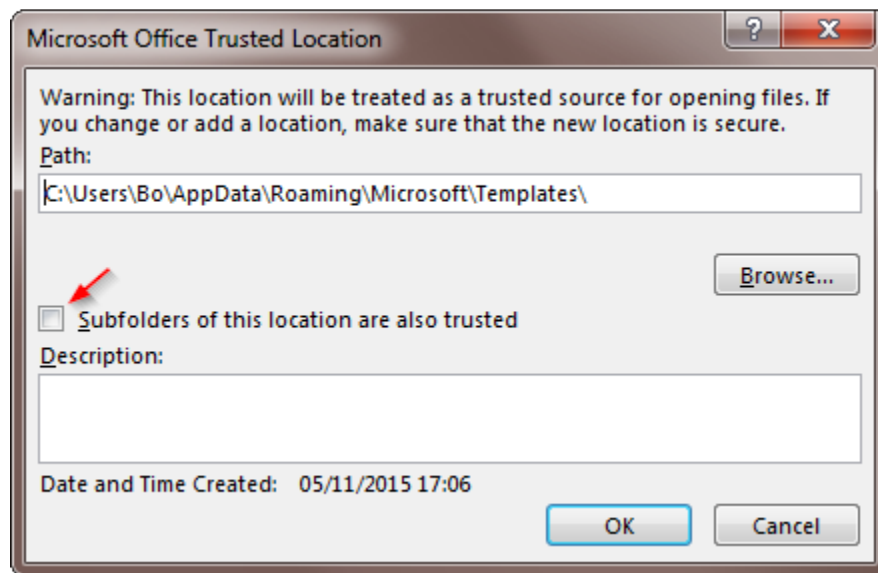 Microsoft Office Trusted Location
?
Warning: This location will be treated as a trusted source for opening files. If
you change or add a location, make sure that the new location is secure.
Path:
C:\Users\Bo\AppData\Roaming\Microsoft\Templates\
Browse...
Subfolders of this location are also trusted
Description:
Date and Time Created: 05/11/2015 17:06
OK Cancel